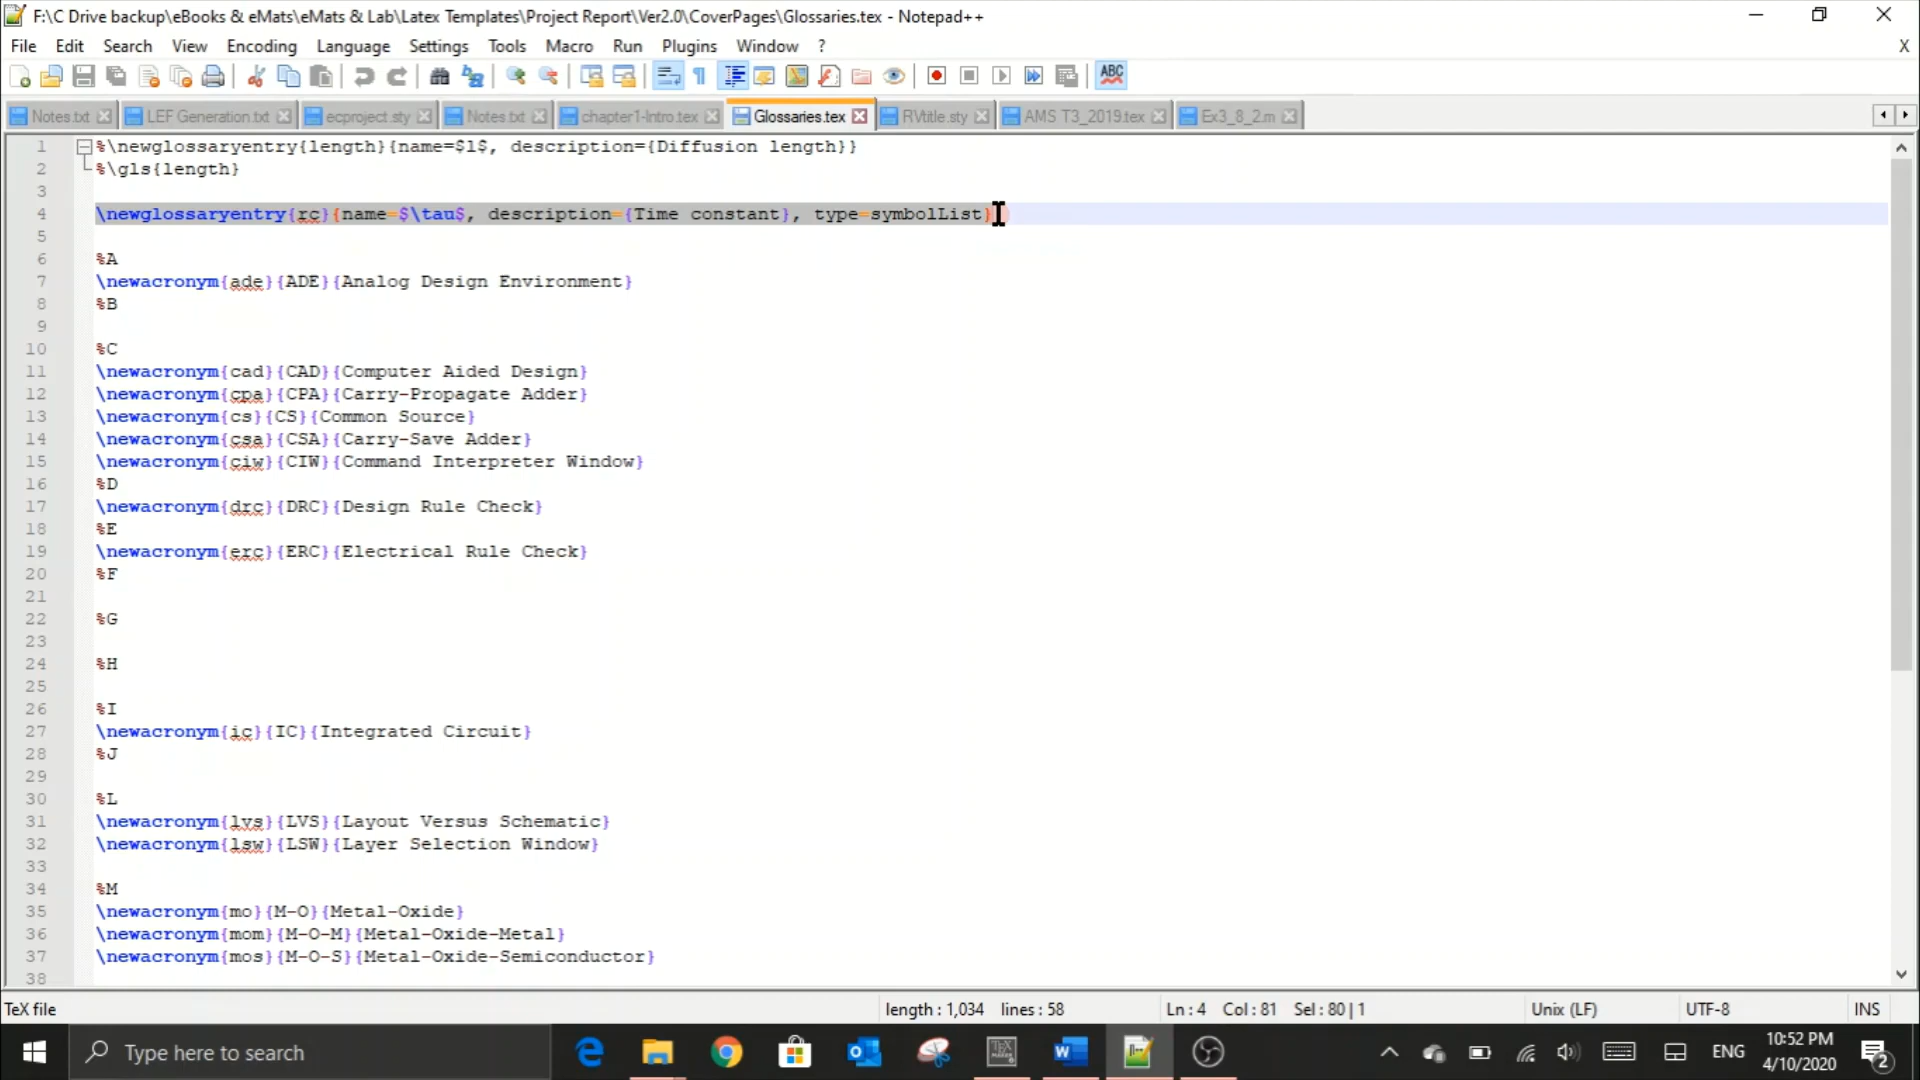 F:\C Drive backup\eBooks & eMats\eMats & Lab\Latex Templates\Project Report\Ver2.0\CoverPages\Glossaries.tex - Notepad++
File Edit Search View Encoding Language Settings Tools Macro Run Plugins Window ? X
ABC
Notes.txt LEF Generation.txt ecproject.sty Notes.txt chapter1-Intro.tex Glossaries.tex RVtitle.sty AMS T3_2019.tex Ex3_8_2.m
1 %\newglossaryentry{length}{name=$l$, description={Diffusion length}}
2 %\gls{length}
3
4 \newglossaryentry{rc}{name=$\tau$, description={Time constant}, type=symbolList}
5
6 %A
7 \newacronym{ade}{ADE}{Analog Design Environment}
8 %B
9
10 %C
11 \newacronym{cad}{CAD}{Computer Aided Design}
12 \newacronym{cpa}{CPA}{Carry-Propagate Adder}
13 \newacronym{cs}{CS}{Common Source}
14 \newacronym{csa}{CSA}{Carry-Save Adder}
15 \newacronym{ciw}{CIW}{Command Interpreter Window}
16 %D
17 \newacronym{drc}{DRC}{Design Rule Check}
18 %E
19 \newacronym{erc}{ERC}{Electrical Rule Check}
20 %F
21
22 %G
23
24 %H
25
26 %I
27 \newacronym{ic}{IC}{Integrated Circuit}
28 %J
29
30 %L
31 \newacronym{lvs}{LVS}{Layout Versus Schematic}
32 \newacronym{lsw}{LSW}{Layer Selection Window}
33
34 %M
35 \newacronym{mo}{M-O}{Metal-Oxide}
36 \newacronym{mom}{M-O-M}{Metal-Oxide-Metal}
37 \newacronym{mos}{M-O-S}{Metal-Oxide-Semiconductor}
38
TeX file length : 1,034 lines : 58 Ln : 4 Col : 81 Sel : 80 | 1 Unix (LF) UTF-8 INS
Type here to search ENG 10:52 PM
4/10/2020 2